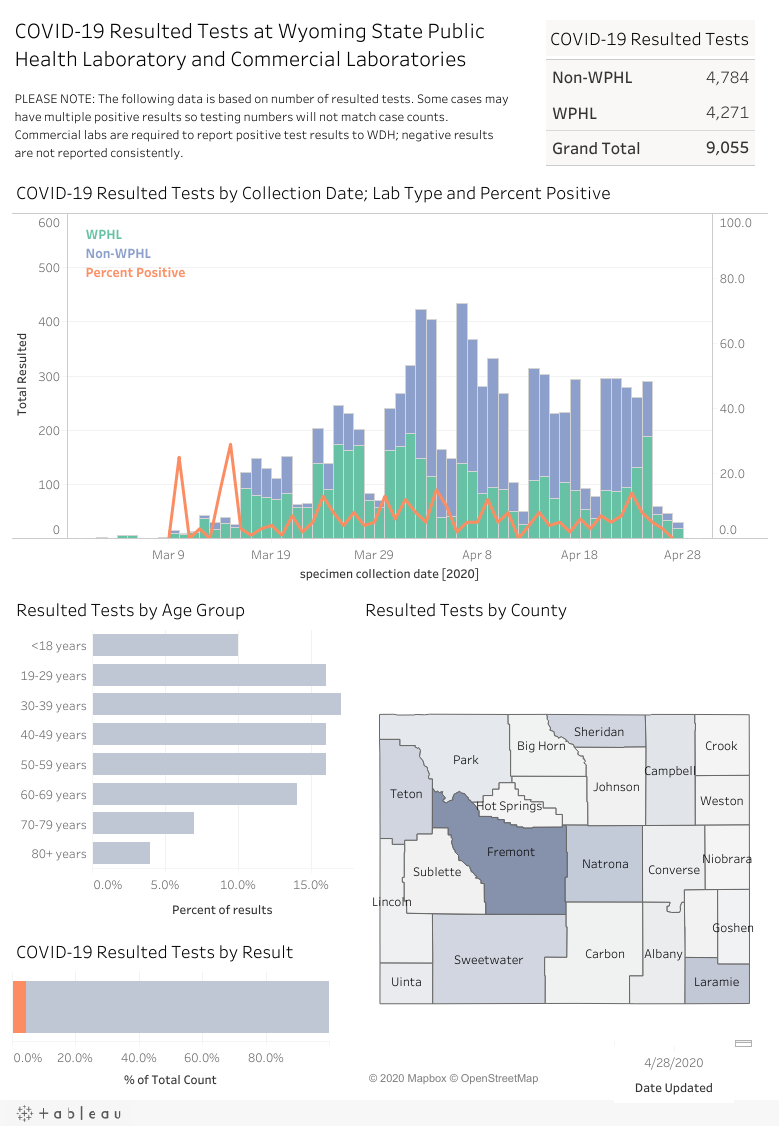 COVID-19 Resulted Tests at Wyoming State Public
Health Laboratory and Commercial Laboratories
PLEASE NOTE: The following data is based on number of resulted tests. Some cases may
have multiple positive results so testing numbers will not match case counts.
Commercial labs are required to report positive test results to WDH; negative results
are not reported consistently.
COVID-19 Resulted Tests
Non-WPHL 4,784
WPHL 4,271
Grand Total 9,055
COVID-19 Resulted Tests by Collection Date; Lab Type and Percent Positive
WPHL
Non-WPHL
Percent Positive
Total Resulted
600
500
400
300
200
100
0
100.0
80.0
60.0
40.0
20.0
0.0
Mar 9 Mar 19 Mar 29 Apr 8 Apr 18 Apr 28
specimen collection date [2020]
Resulted Tests by Age Group
<18 years
19-29 years
30-39 years
40-49 years
50-59 years
60-69 years
70-79 years
80+ years
0.0% 5.0% 10.0% 15.0%
Percent of results
Resulted Tests by County
Sheridan
Big Horn
Crook
Park
Campbell
Johnson
Teton
Weston
Hot Springs
Fremont
Niobrara
Natrona
Converse
Sublette
Lincoln
Goshen
Carbon
Albany
Sweetwater
Uinta
Laramie
COVID-19 Resulted Tests by Result
0.0% 20.0% 40.0% 60.0% 80.0%
% of Total Count
© 2020 Mapbox © OpenStreetMap
4/28/2020
Date Updated
+ableau